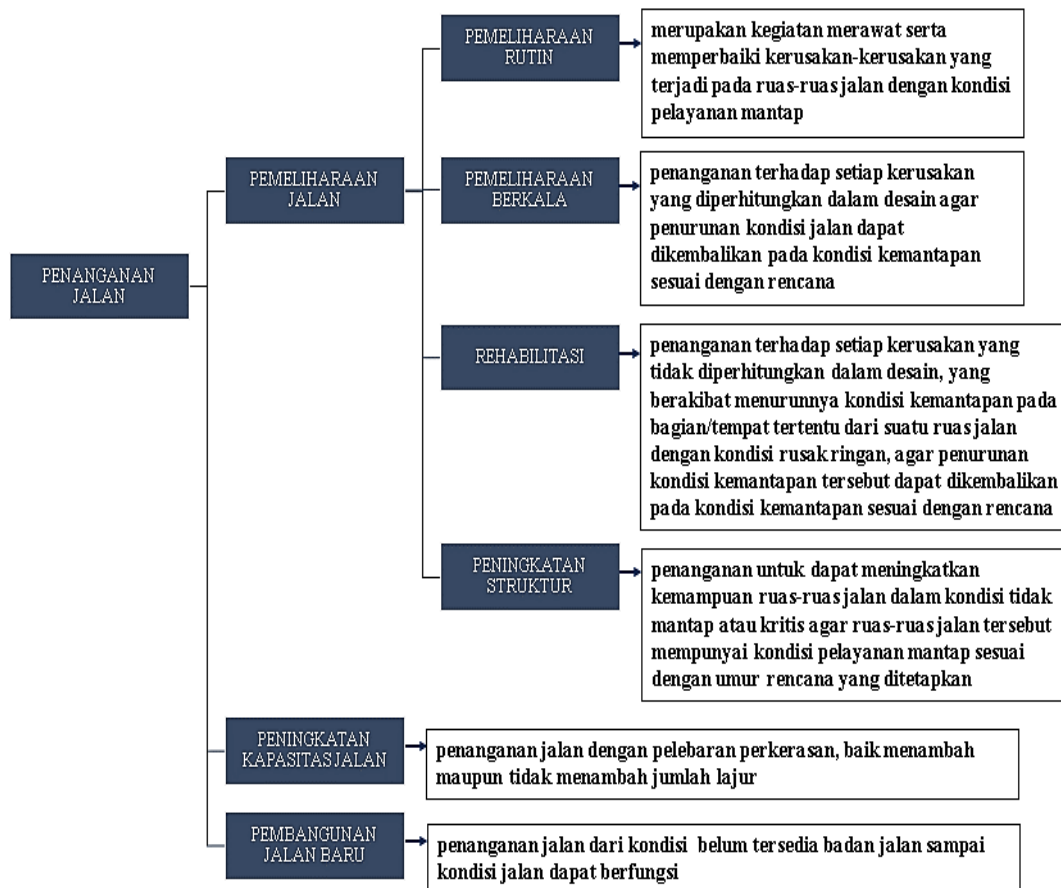 PENANGANAN
JALAN
PEMELIHARAAN
JALAN
PEMELIHARAAN
RUTIN
merupakan kegiatan merawat serta
memperbaiki kerusakan-kerusakan yang
terjadi pada ruas-ruas jalan dengan kondisi
pelayanan mantap
PEMELIHARAAN
BERKALA
penanganan terhadap setiap kerusakan
yang diperhitungkan dalam desain agar
penurunan kondisi jalan dapat
dikembalikan pada kondisi kemantapan
sesuai dengan rencana
REHABILITASI
penanganan terhadap setiap kerusakan yang
tidak diperhitungkan dalam desain, yang
berakibat menurunnya kondisi kemantapan pada
bagian/tempat tertentu dari suatu ruas jalan
dengan kondisi rusak ringan, agar penurunan
kondisi kemantapan tersebut dapat dikembalikan
pada kondisi kemantapan sesuai dengan rencana
PENINGKATAN
STRUKTUR
penanganan untuk dapat meningkatkan
kemampuan ruas-ruas jalan dalam kondisi tidak
mantap atau kritis agar ruas-ruas jalan tersebut
mempunyai kondisi pelayanan mantap sesuai
dengan umur rencana yang ditetapkan
PENINGKATAN
KAPASITAS JALAN
penanganan jalan dengan pelebaran perkerasan, baik menambah
maupun tidak menambah jumlah lajur
PEMBANGUNAN
JALAN BARU
penanganan jalan dari kondisi belum tersedia badan jalan sampai
kondisi jalan dapat berfungsi